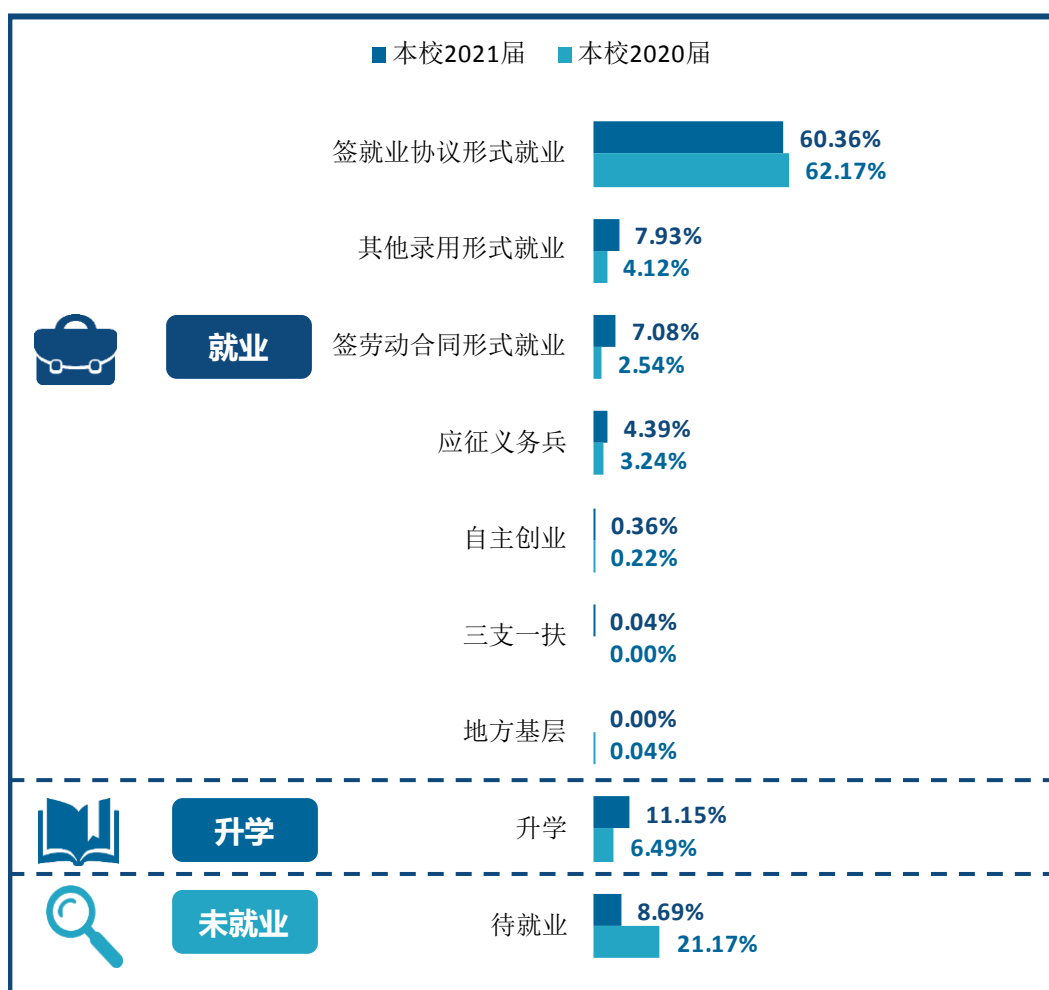 本校2021届 本校2020届
签就业协议形式就业 60.36%
62.17%
其他录用形式就业 7.93%
4.12%
就业 签劳动合同形式就业 7.08%
2.54%
应征义务兵 4.39%
3.24%
自主创业 0.36%
0.22%
三支一扶 0.04%
0.00%
地方基层 0.00%
0.04%
升学 升学 11.15%
6.49%
未就业 待就业 8.69%
21.17%